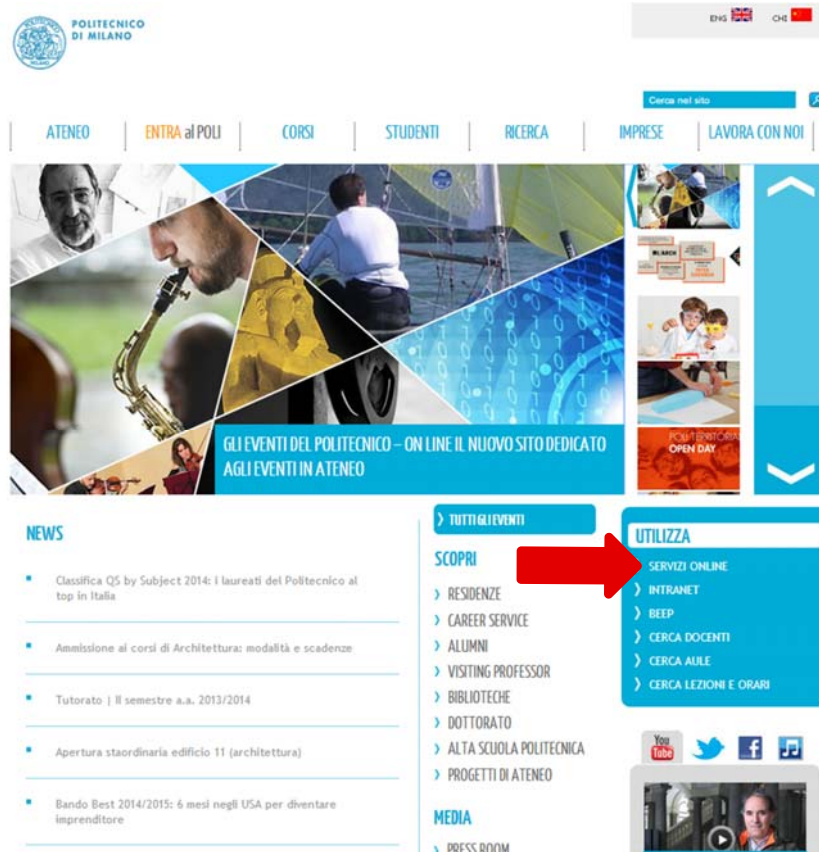 POLITECNICO
DI MILANO
ENG
CHI
Cerca nel sito
ATENEO
ENTRA al POLI
CORSI
STUDENTI
RICERCA
IMPRESE
LAVORA CON NOI
GLI EVENTI DEL POLITECNICO – ON LINE IL NUOVO SITO DEDICATO
AGLI EVENTI IN ATENEO
OPEN DAY
NEWS
Classifica QS by Subject 2014: i laureati del Politecnico al
top in Italia
Ammissione ai corsi di Architettura: modalità e scadenze
Tutorato | II semestre a.a. 2013/2014
Apertura staordinaria edificio 11 (architettura)
Bando Best 2014/2015: 6 mesi negli USA per diventare
imprenditore
TUTTI GLI EVENTI
SCOPRI
RESIDENZE
CAREER SERVICE
ALUMNI
VISITING PROFESSOR
BIBLIOTECHE
DOTTORATO
ALTA SCUOLA POLITECNICA
PROGETTI DI ATENEO
MEDIA
PRESS ROOM
UTILIZZA
SERVIZI ONLINE
INTRANET
BEEP
CERCA DOCENTI
CERCA AULE
CERCA LEZIONI E ORARI
You
Tube